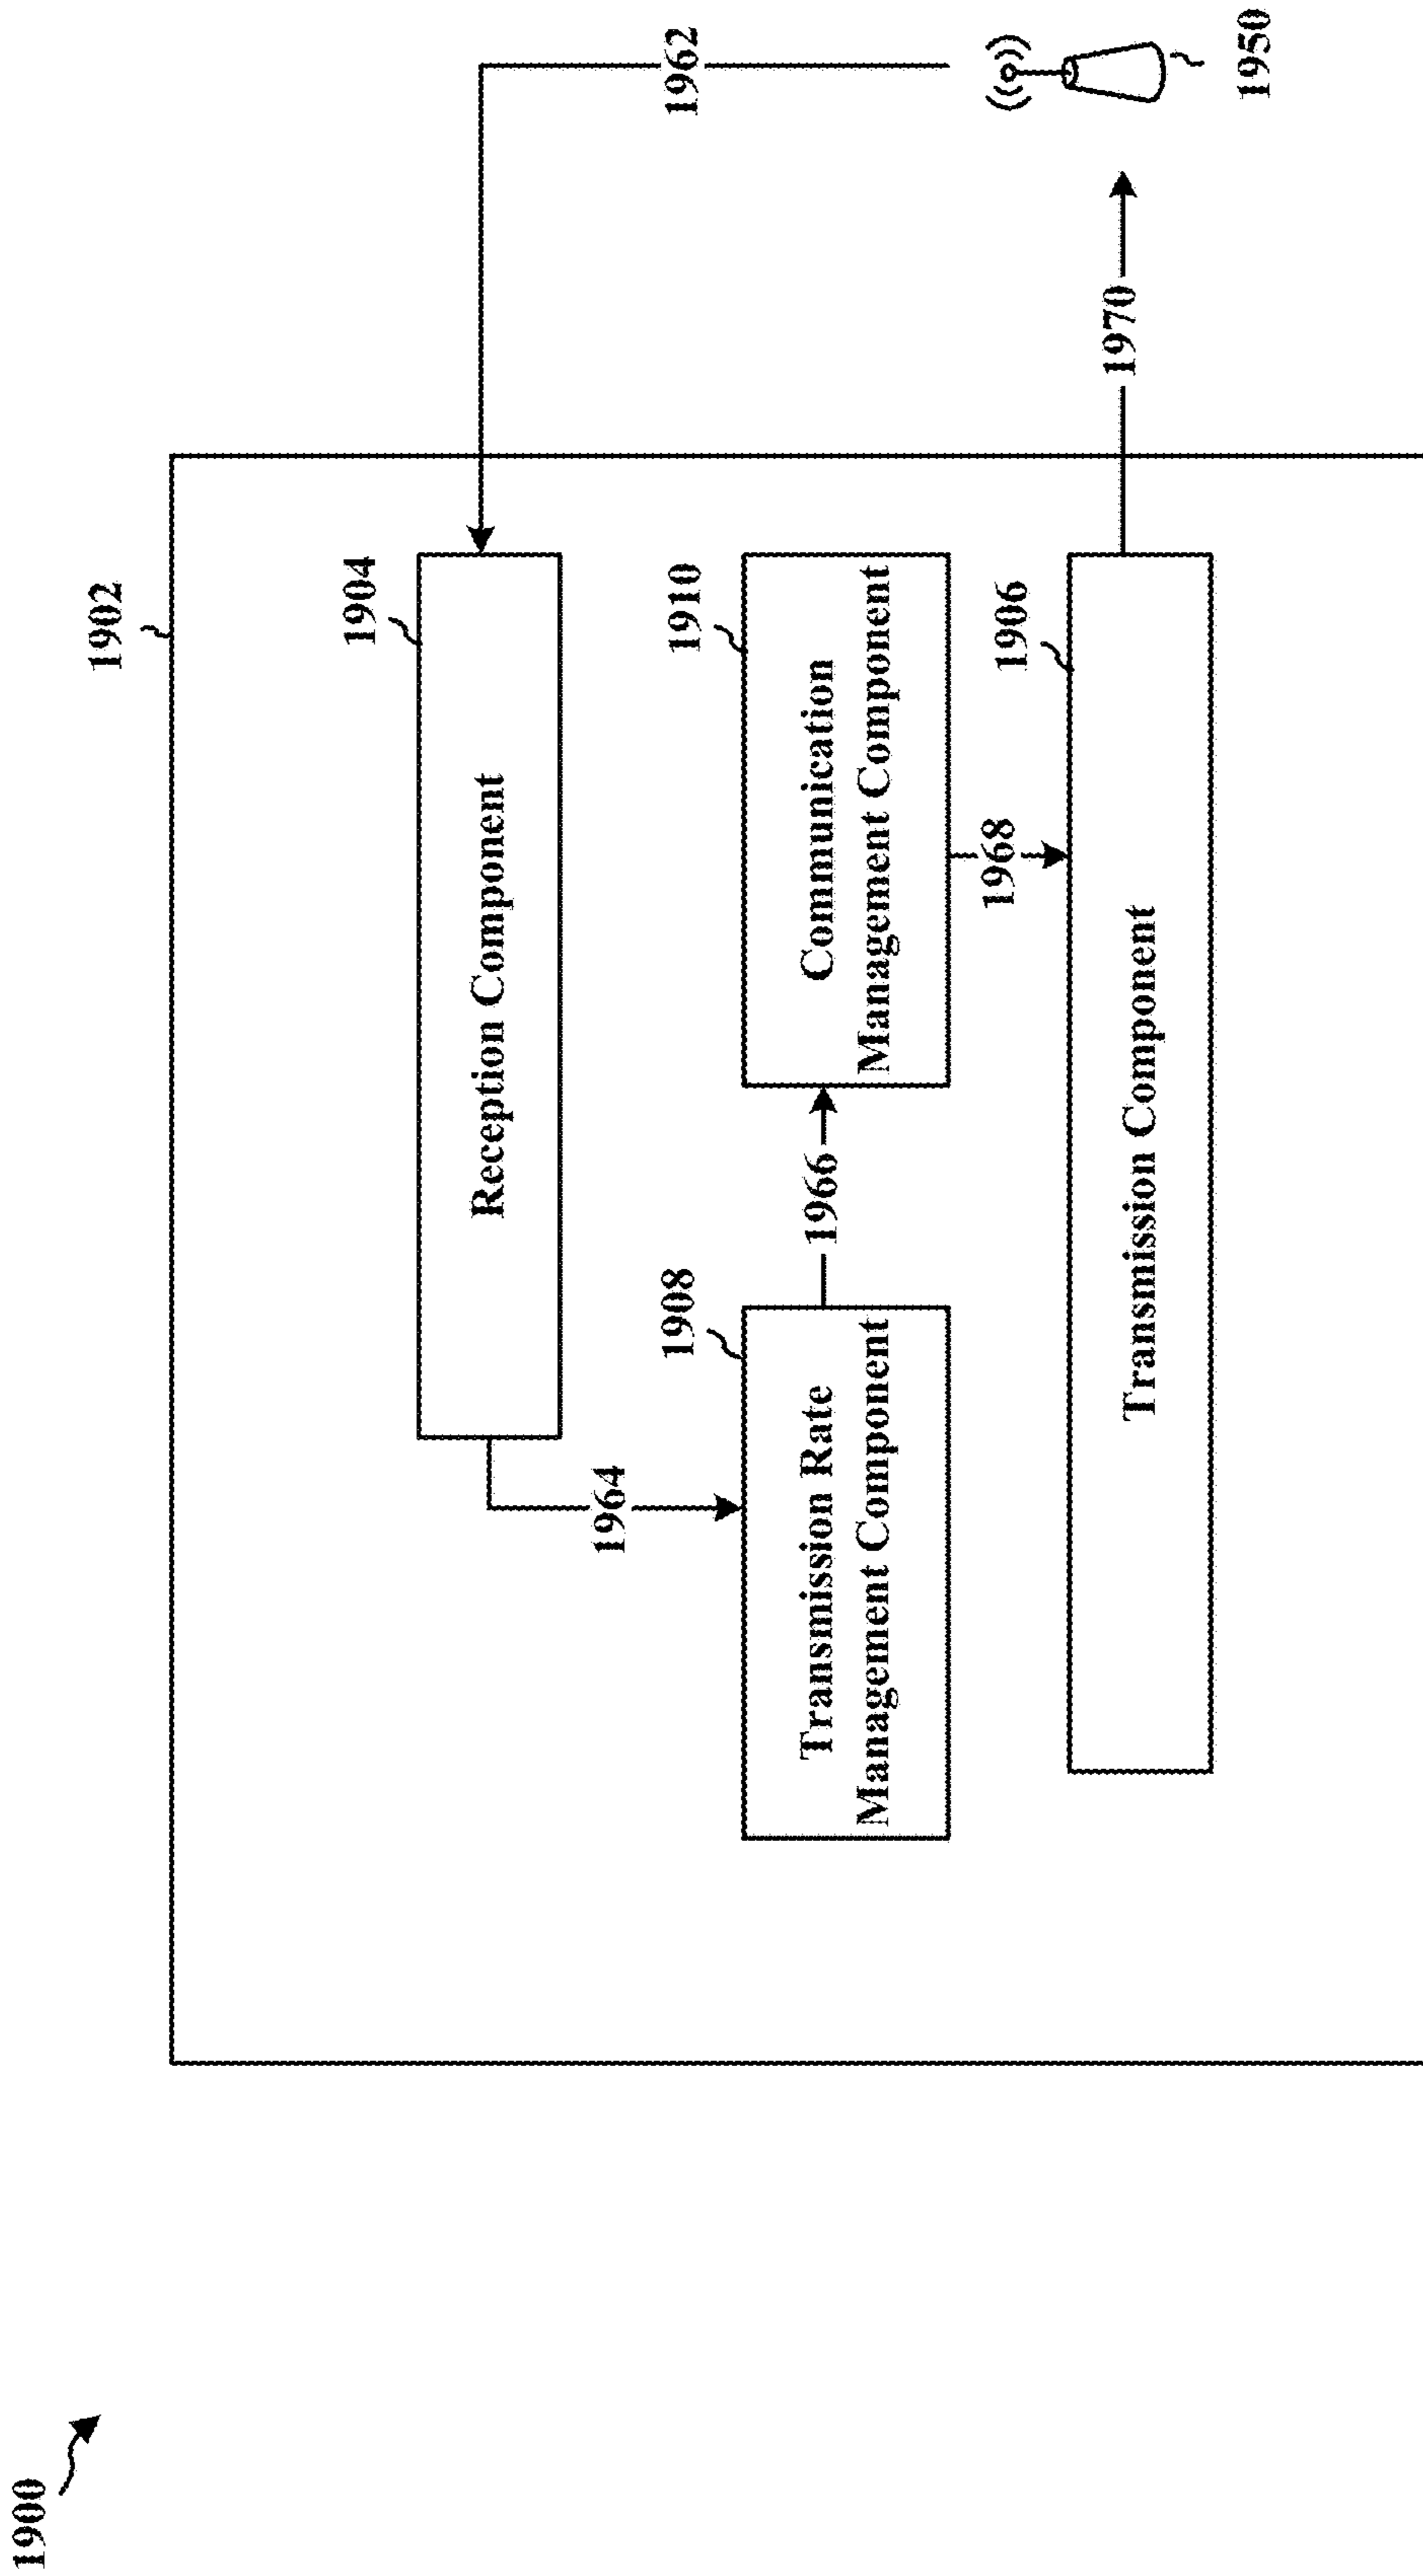 1900
1902
1904
Reception Component
1962
1964
1908
1910
Transmission Rate
Management Component
1966
Communication
Management Component
1968
1906
Transmission Component
1970
1950